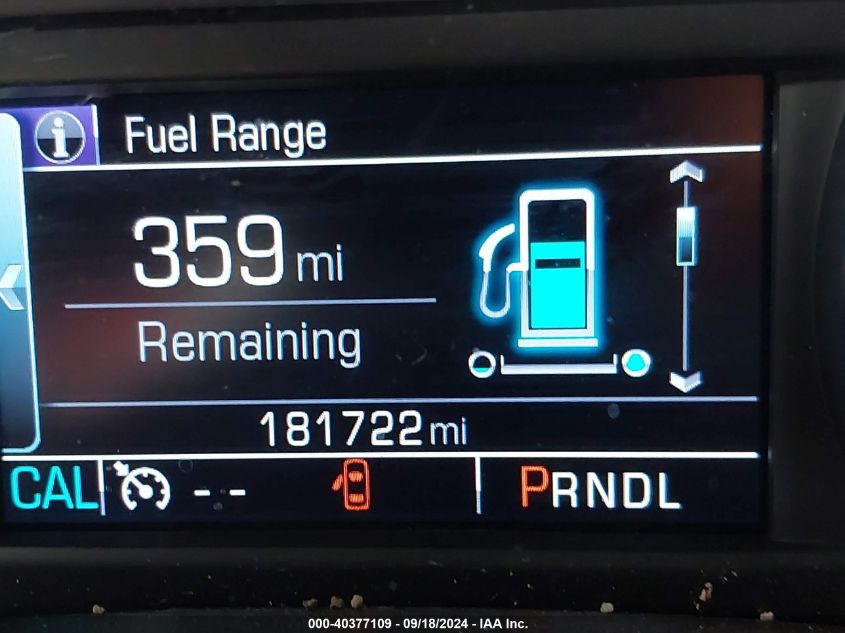 i Fuel Range
359 mi
Remaining
181722 mi
CAL -- PRNDL
000-40377109 - 09/18/2024 - IAA Inc.